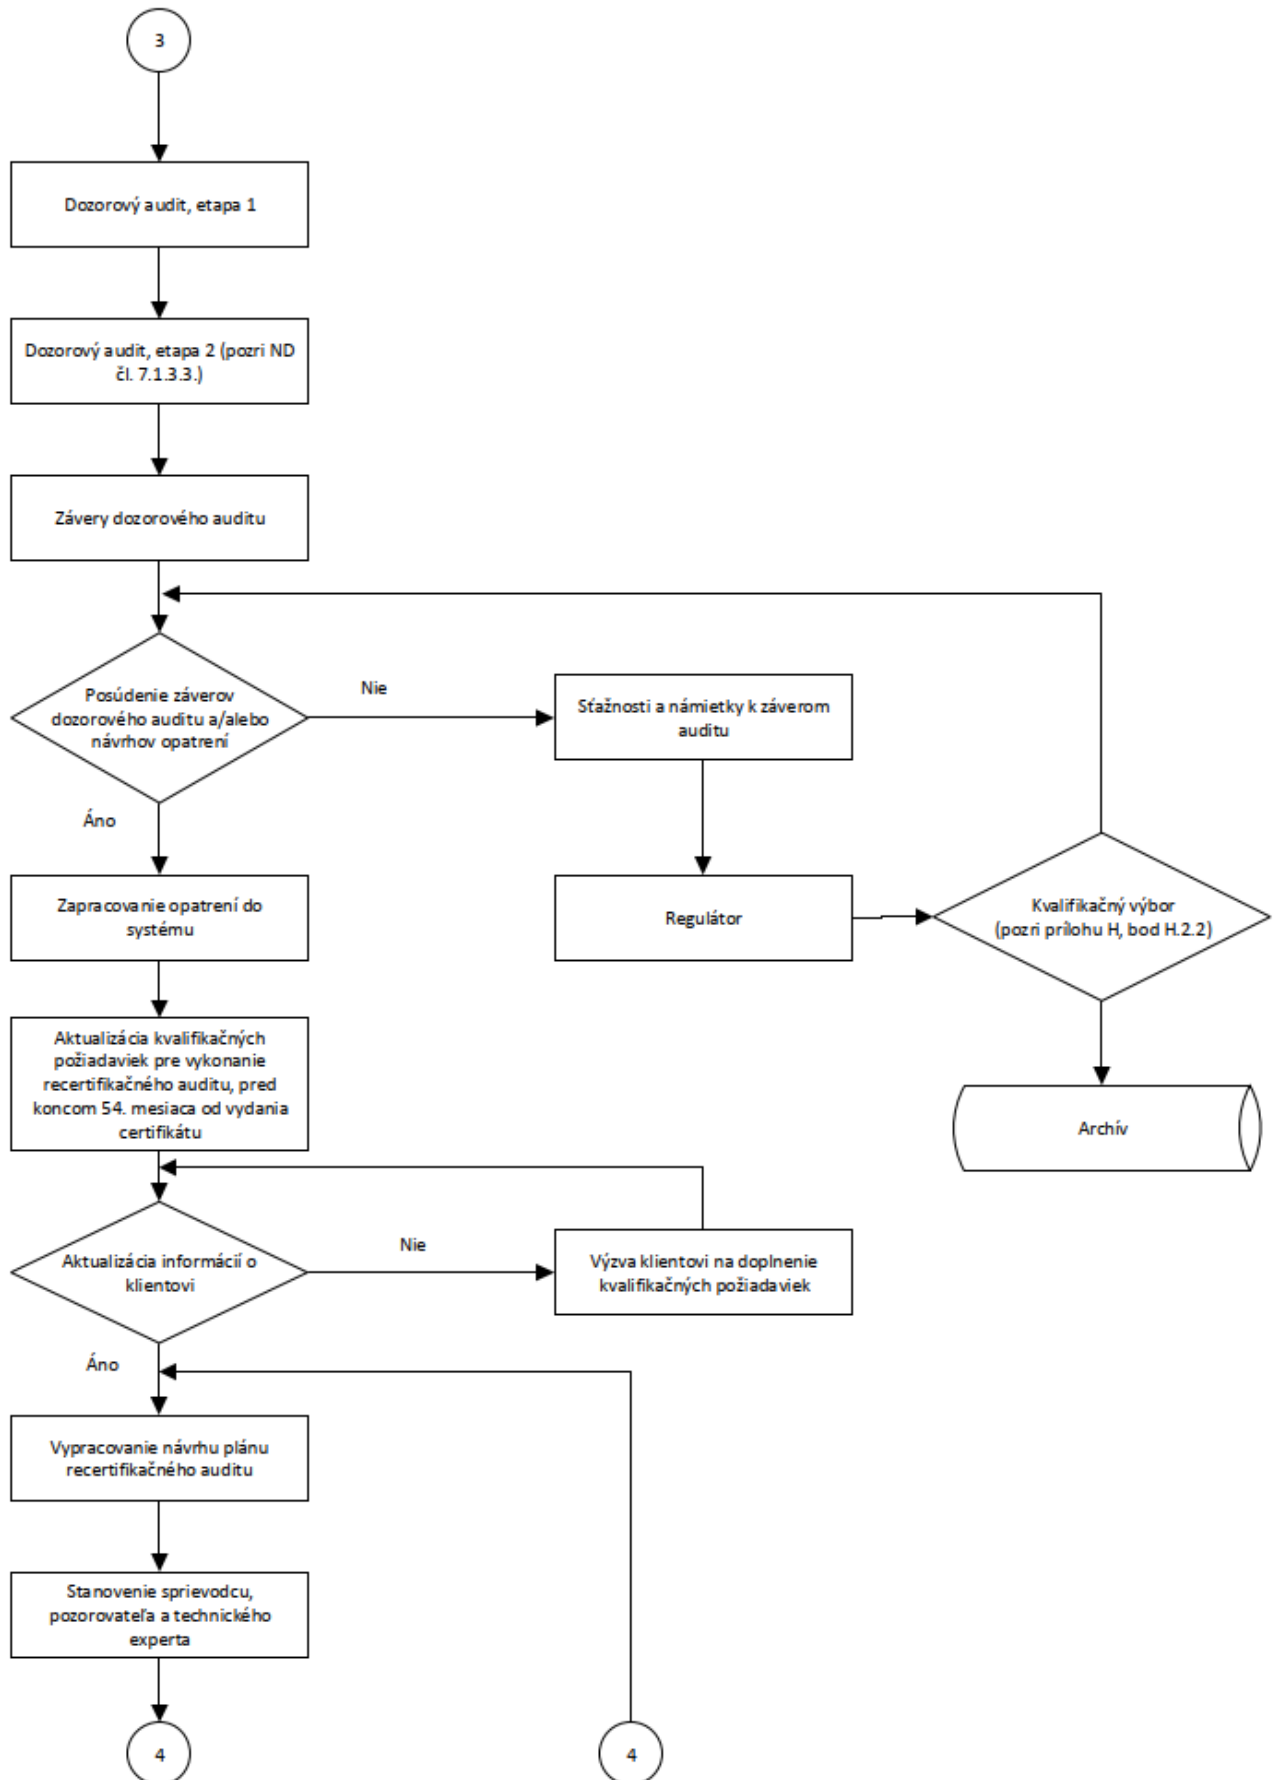 3
Dozorový audit, etapa 1
Dozorový audit, etapa 2 (pozri ND
čl. 7.1.3.3.)
Závery dozorového auditu
Posúdenie záverov
dozorového auditu a/alebo
návrhov opatrení
Nie
Sťažnosti a námietky k záverom
auditu
Áno
Zapracovanie opatrení do
systému
Regulátor
Kvalifikačný výbor
(pozri prílohu H, bod H.2.2)
Aktualizácia kvalifikačných
požiadaviek pre vykonanie
recertifikačného auditu, pred
koncom 54. mesiaca od vydania
certifikátu
Archív
Aktualizácia informácií o
klientovi
Nie
Výzva klientovi na doplnenie
kvalifikačných požiadaviek
Áno
Vypracovanie návrhu plánu
recertifikačného auditu
Stanovenie sprievodcu,
pozorovateľa a technického
experta
4
4